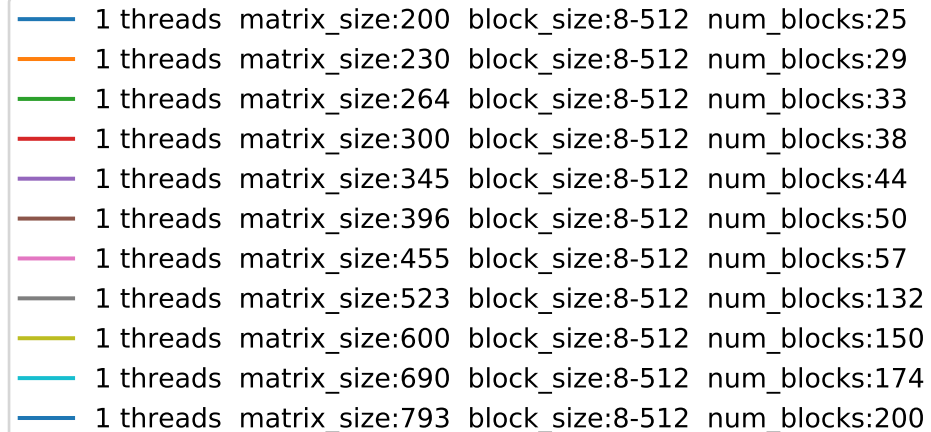 1 threads matrix_size:200 block_size:8-512 num_blocks:25
1 threads matrix_size:230 block_size:8-512 num_blocks:29
1 threads matrix_size:264 block_size:8-512 num_blocks:33
1 threads matrix_size:300 block_size:8-512 num_blocks:38
1 threads matrix_size:345 block_size:8-512 num_blocks:44
1 threads matrix_size:396 block_size:8-512 num_blocks:50
1 threads matrix_size:455 block_size:8-512 num_blocks:57
1 threads matrix_size:523 block_size:8-512 num_blocks:132
1 threads matrix_size:600 block_size:8-512 num_blocks:150
1 threads matrix_size:690 block_size:8-512 num_blocks:174
1 threads matrix_size:793 block_size:8-512 num_blocks:200